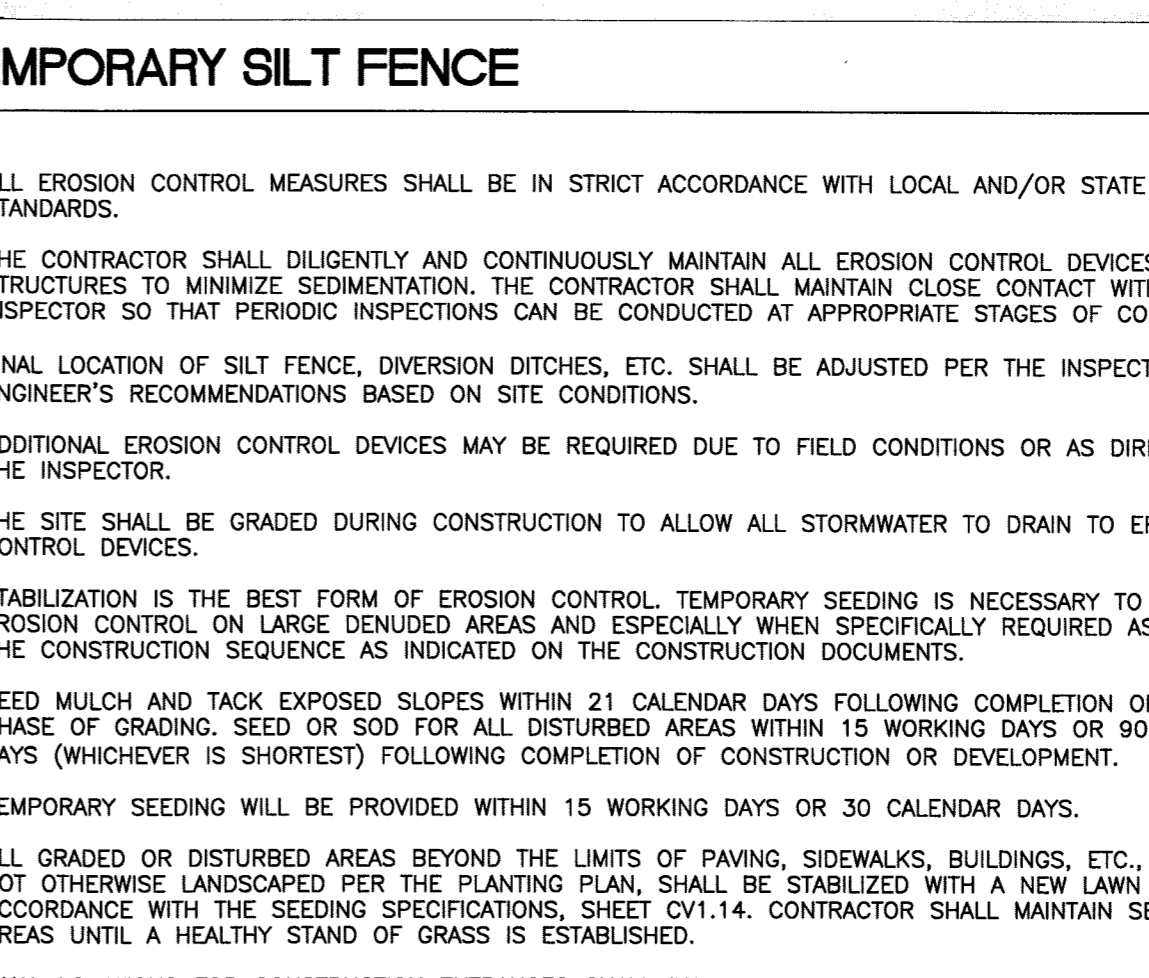 MPORARY SILT FENCE
LL EROSION CONTROL MEASURES SHALL BE IN STRICT ACCORDANCE WITH LOCAL AND/OR STATE
TANDARDS.
HE CONTRACTOR SHALL DILIGENTLY AND CONTINUOUSLY MAINTAIN ALL EROSION CONTROL DEVICES
TRUCTURES TO MINIMIZE SEDIMENTATION. THE CONTRACTOR SHALL MAINTAIN CLOSE CONTACT WITH
NSPECTOR SO THAT PERIODIC INSPECTIONS CAN BE CONDUCTED AT APPROPRIATE STAGES OF CO
INAL LOCATION OF SILT FENCE, DIVERSION DITCHES, ETC. SHALL BE ADJUSTED PER THE INSPECT
NGINEER'S RECOMMENDATIONS BASED ON SITE CONDITIONS.
DDITIONAL EROSION CONTROL DEVICES MAY BE REQUIRED DUE TO FIELD CONDITIONS OR AS DIR
HE INSPECTOR.
HE SITE SHALL BE GRADED DURING CONSTRUCTION TO ALLOW ALL STORMWATER TO DRAIN TO ER
ONTROL DEVICES.
TABILIZATION IS THE BEST FORM OF EROSION CONTROL. TEMPORARY SEEDING IS NECESSARY TO
ROSION CONTROL ON LARGE DENUDED AREAS AND ESPECIALLY WHEN SPECIFICALLY REQUIRED AS
HE CONSTRUCTION SEQUENCE AS INDICATED ON THE CONSTRUCTION DOCUMENTS.
EED MULCH AND TACK EXPOSED SLOPES WITHIN 21 CALENDAR DAYS FOLLOWING COMPLETION OF
HASE OF GRADING. SEED OR SOD FOR ALL DISTURBED AREAS WITHIN 15 WORKING DAYS OR 90
AYS (WHICHEVER IS SHORTEST) FOLLOWING COMPLETION OF CONSTRUCTION OR DEVELOPMENT.
EMPORARY SEEDING WILL BE PROVIDED WITHIN 15 WORKING DAYS OR 30 CALENDAR DAYS.
LL GRADED OR DISTURBED AREAS BEYOND THE LIMITS OF PAVING, SIDEWALKS, BUILDINGS, ETC.,
OT OTHERWISE LANDSCAPED PER THE PLANTING PLAN, SHALL BE STABILIZED WITH A NEW LAWN
CCORDANCE WITH THE SEEDING SPECIFICATIONS, SHEET CV1.14. CONTRACTOR SHALL MAINTAIN SE
REAS UNTIL A HEALTHY STAND OF GRASS IS ESTABLISHED.